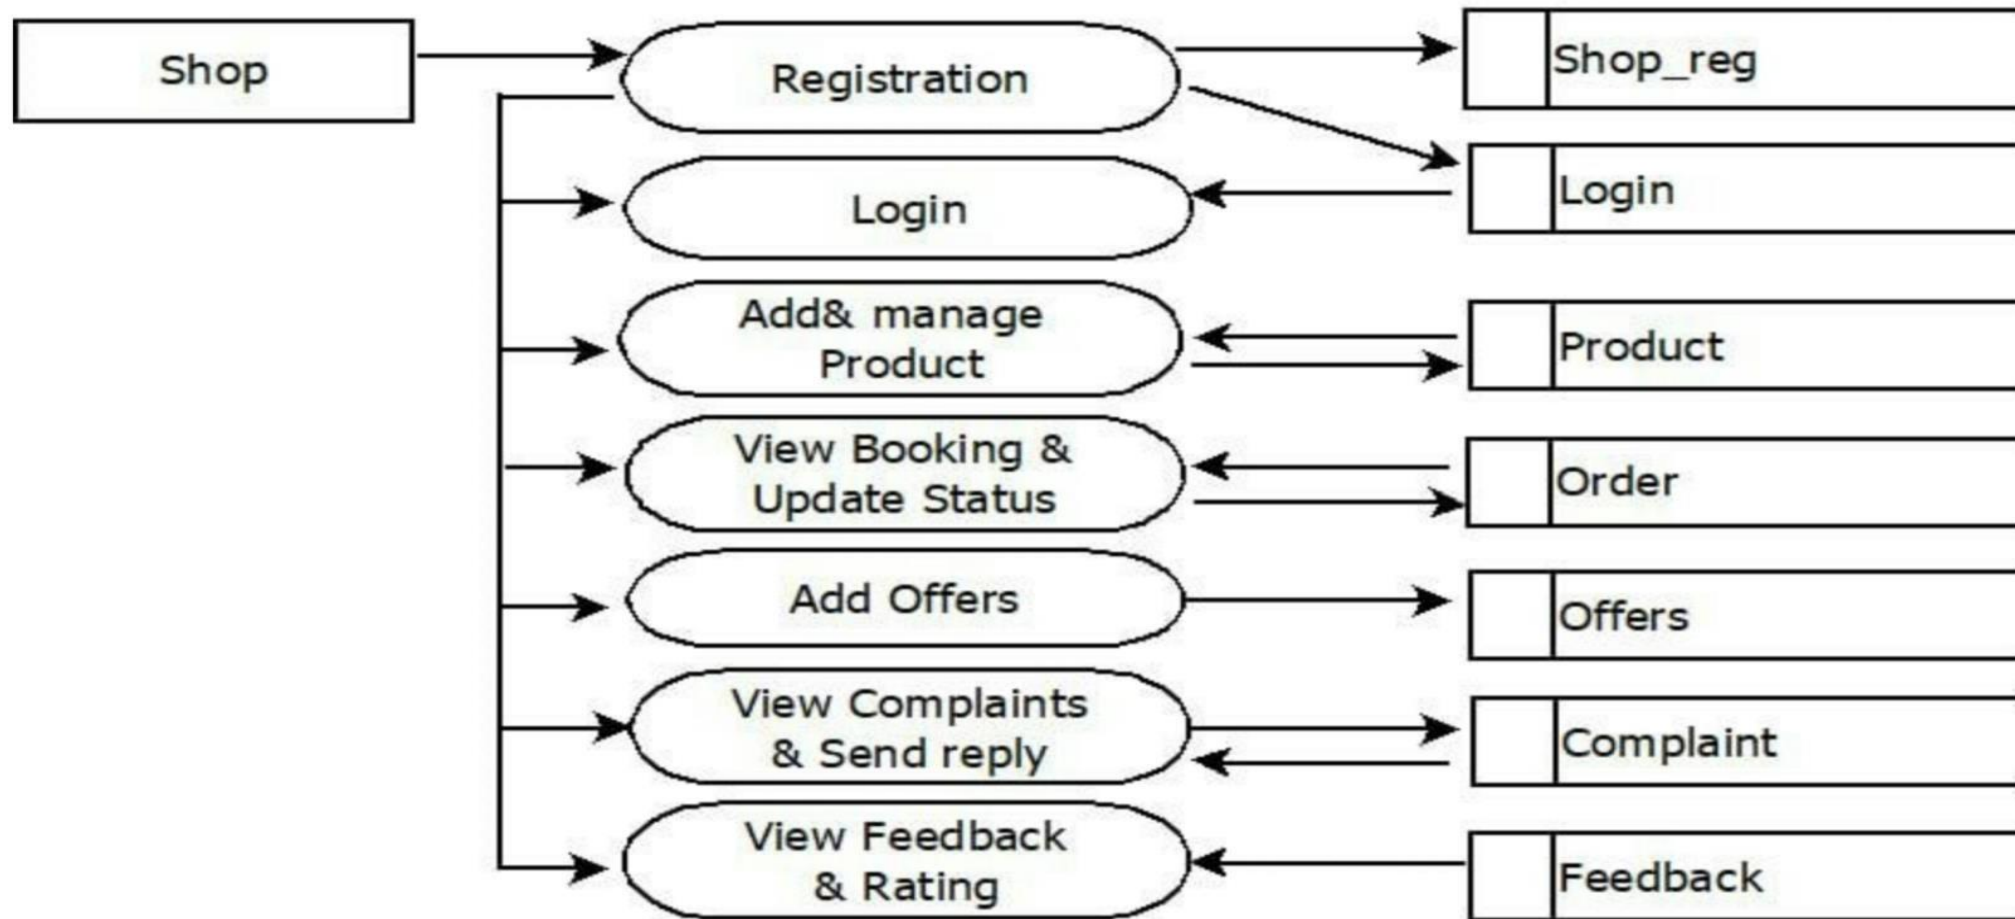 Shop
Registration
Shop_reg
Login
Login
Add& manage
Product
Product
View Booking &
Update Status
Order
Add Offers
Offers
View Complaints
& Send reply
Complaint
View Feedback
& Rating
Feedback